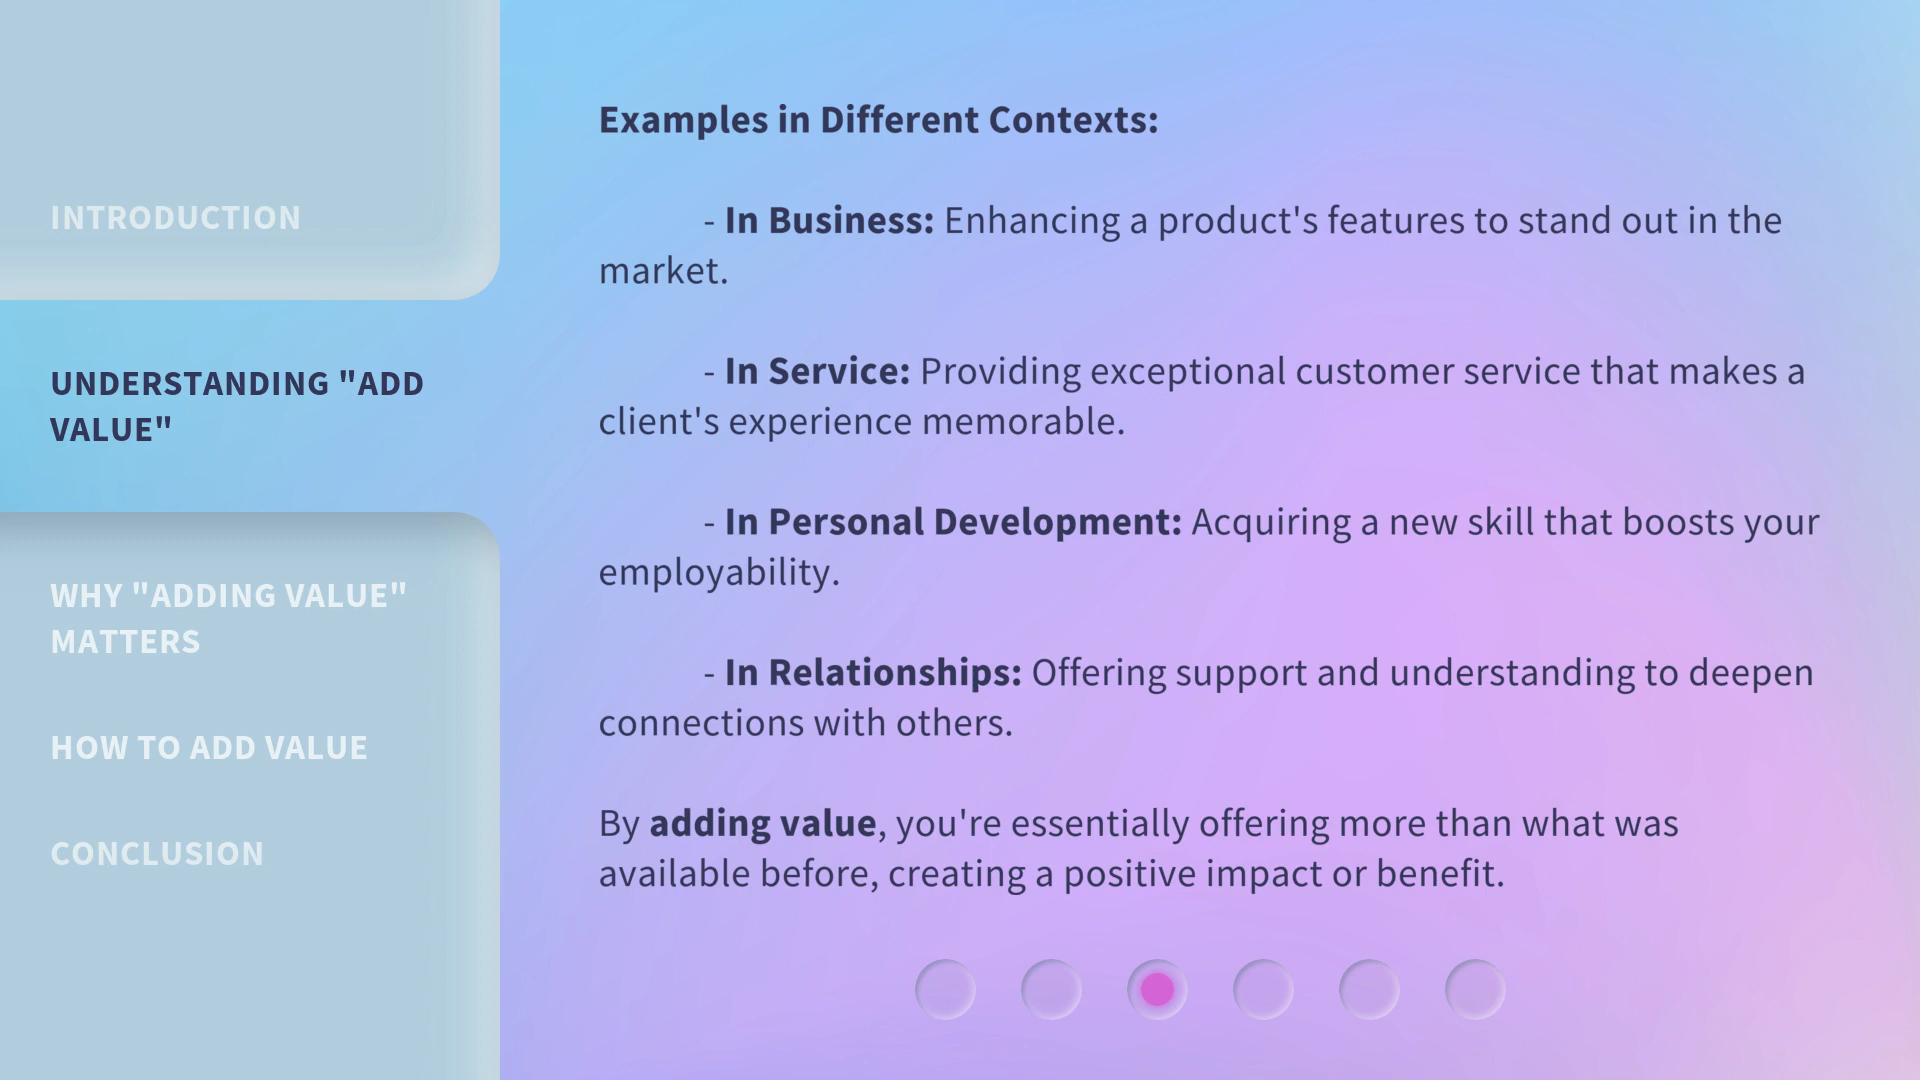 INTRODUCTION
UNDERSTANDING "ADD
VALUE"
WHY "ADDING VALUE"
MATTERS
HOW TO ADD VALUE
CONCLUSION
Examples in Different Contexts:
- In Business: Enhancing a product's features to stand out in the
market.
- In Service: Providing exceptional customer service that makes a
client's experience memorable.
- In Personal Development: Acquiring a new skill that boosts your
employability.
- In Relationships: Offering support and understanding to deepen
connections with others.
By adding value, you're essentially offering more than what was
available before, creating a positive impact or benefit.